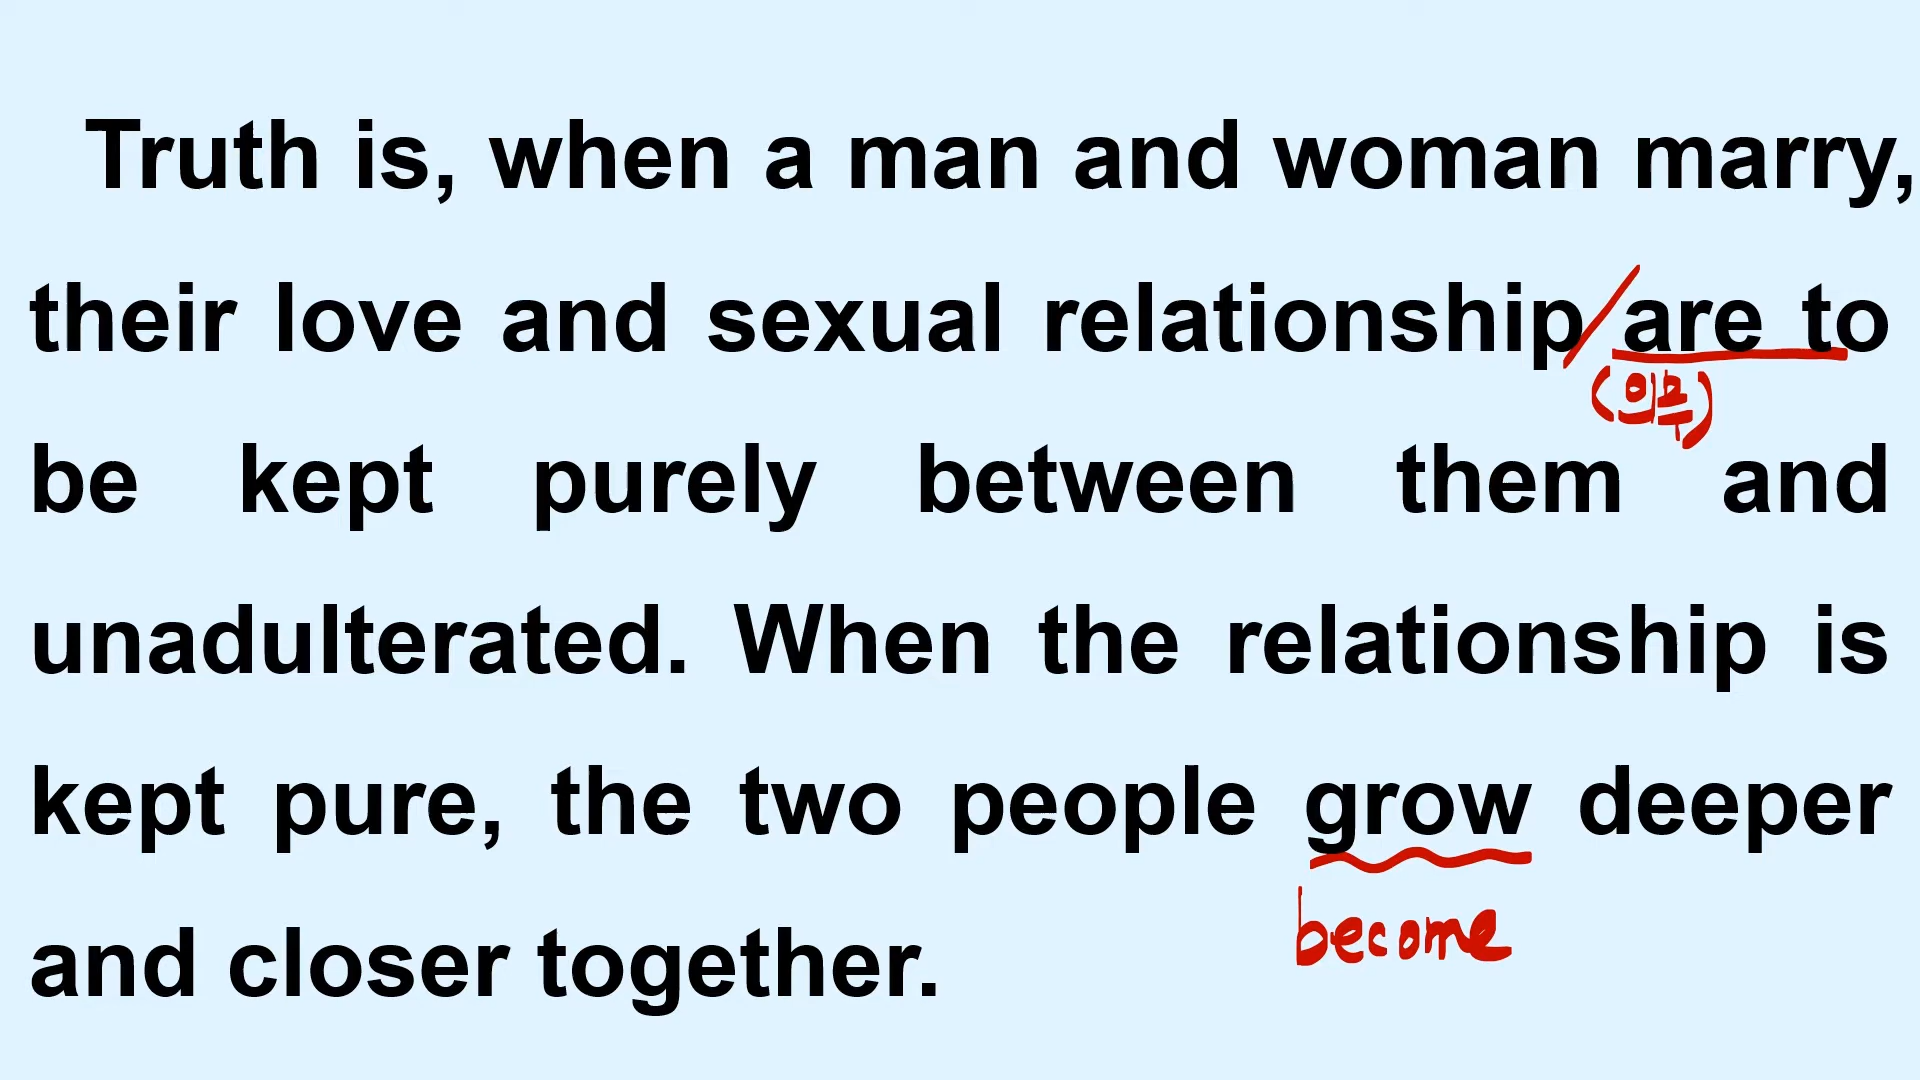 Truth is, when a man and woman marry,
their love and sexual relationship/are to
(의무)
be kept purely between them and
unadulterated. When the relationship is
kept pure, the two people grow deeper
become
and closer together.